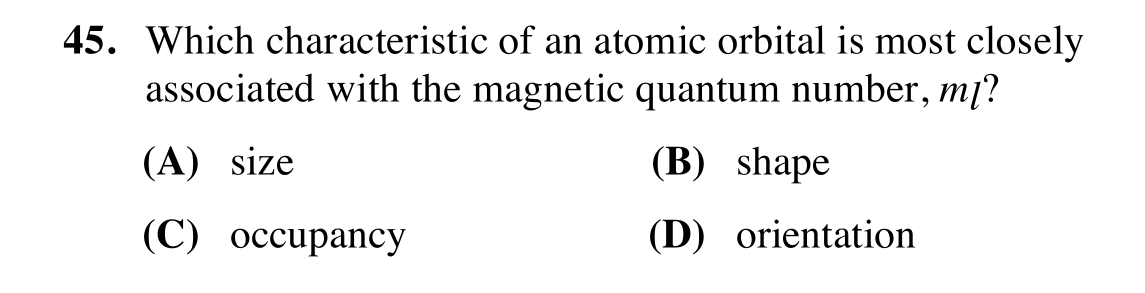 45. Which characteristic of an atomic orbital is most closely
associated with the magnetic quantum number, ml?
(A) size (B) shape
(C) occupancy (D) orientation